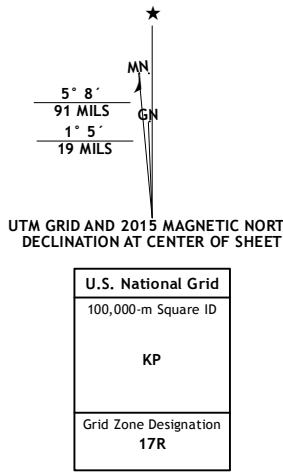 MN.
5° 8´
91 MILS
GN
1° 5´
19 MILS
UTM GRID AND 2015 MAGNETIC NORT
DECLINATION AT CENTER OF SHEET
U.S. National Grid
100,000-m Square ID
KP
Grid Zone Designation
17R